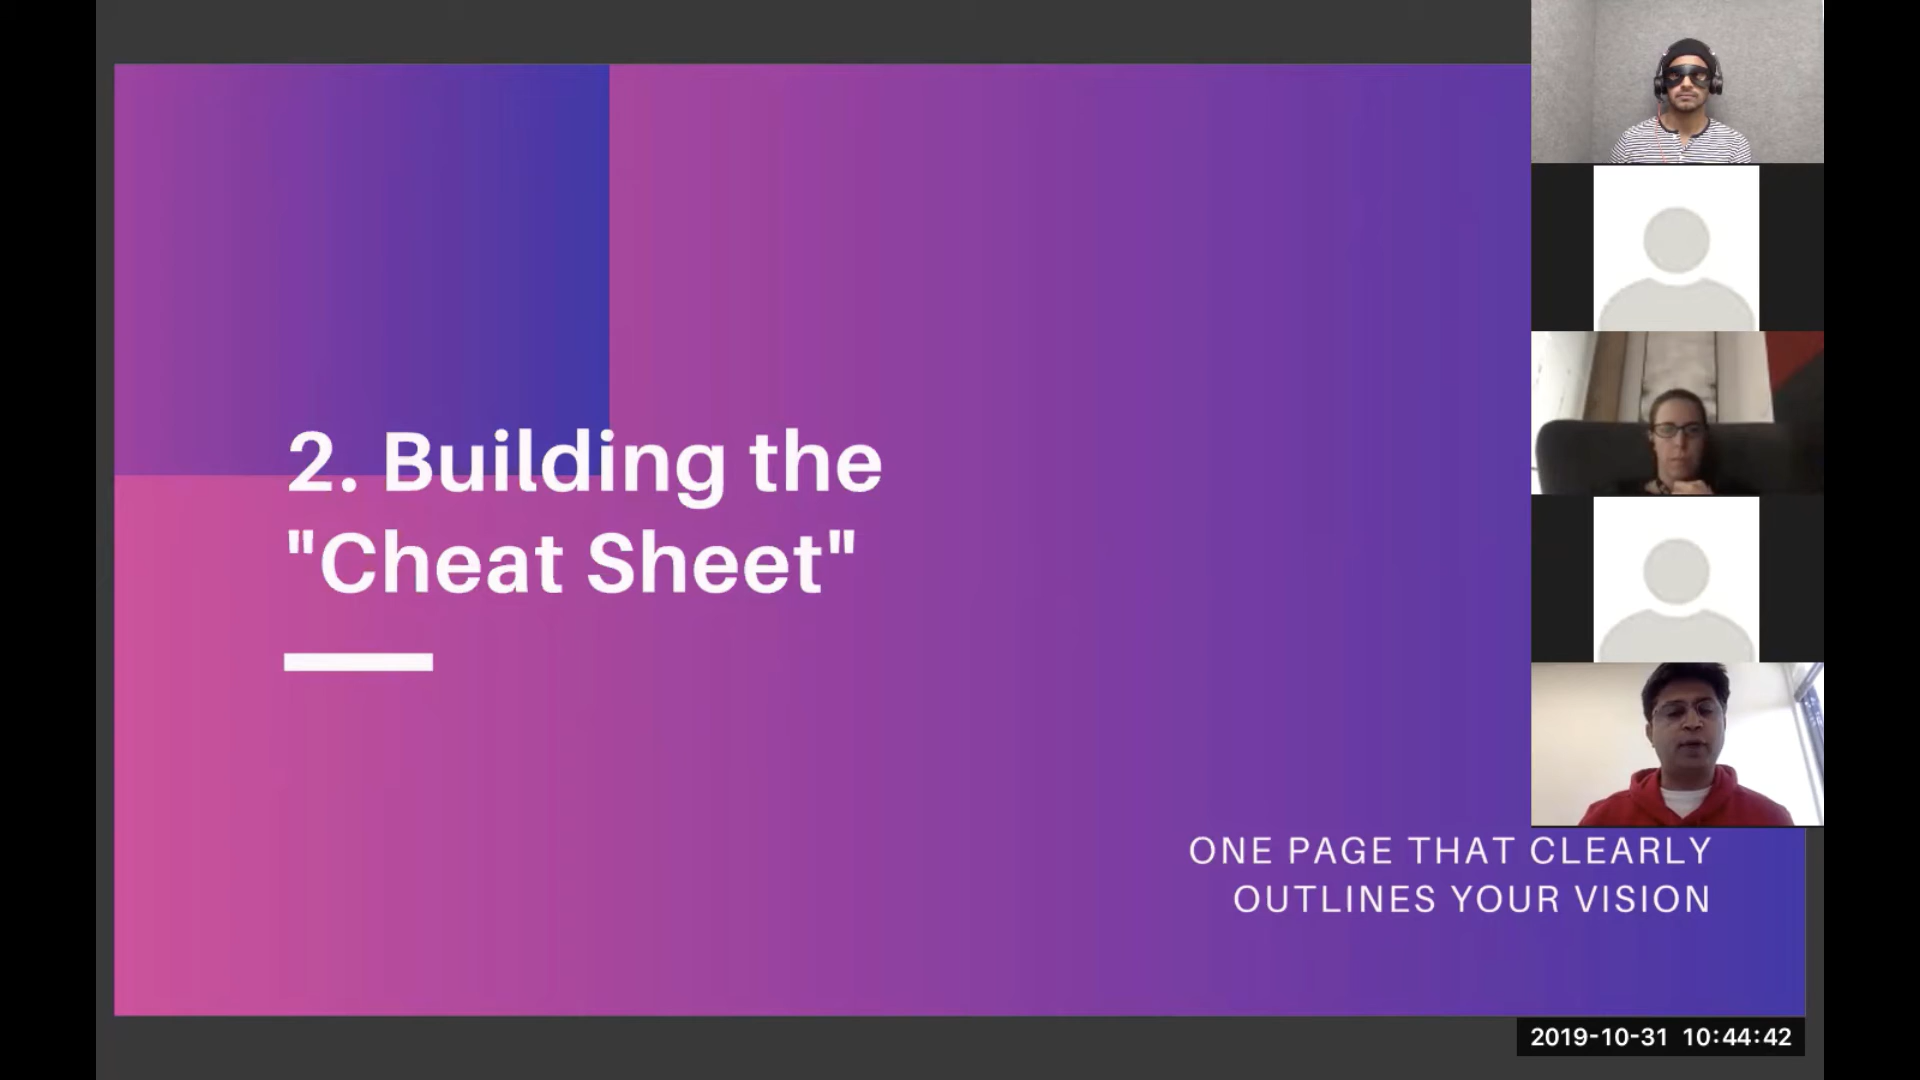 2. Building the
"Cheat Sheet"
ONE PAGE THAT CLEARLY
OUTLINES YOUR VISION
2019-10-31 10:44:42